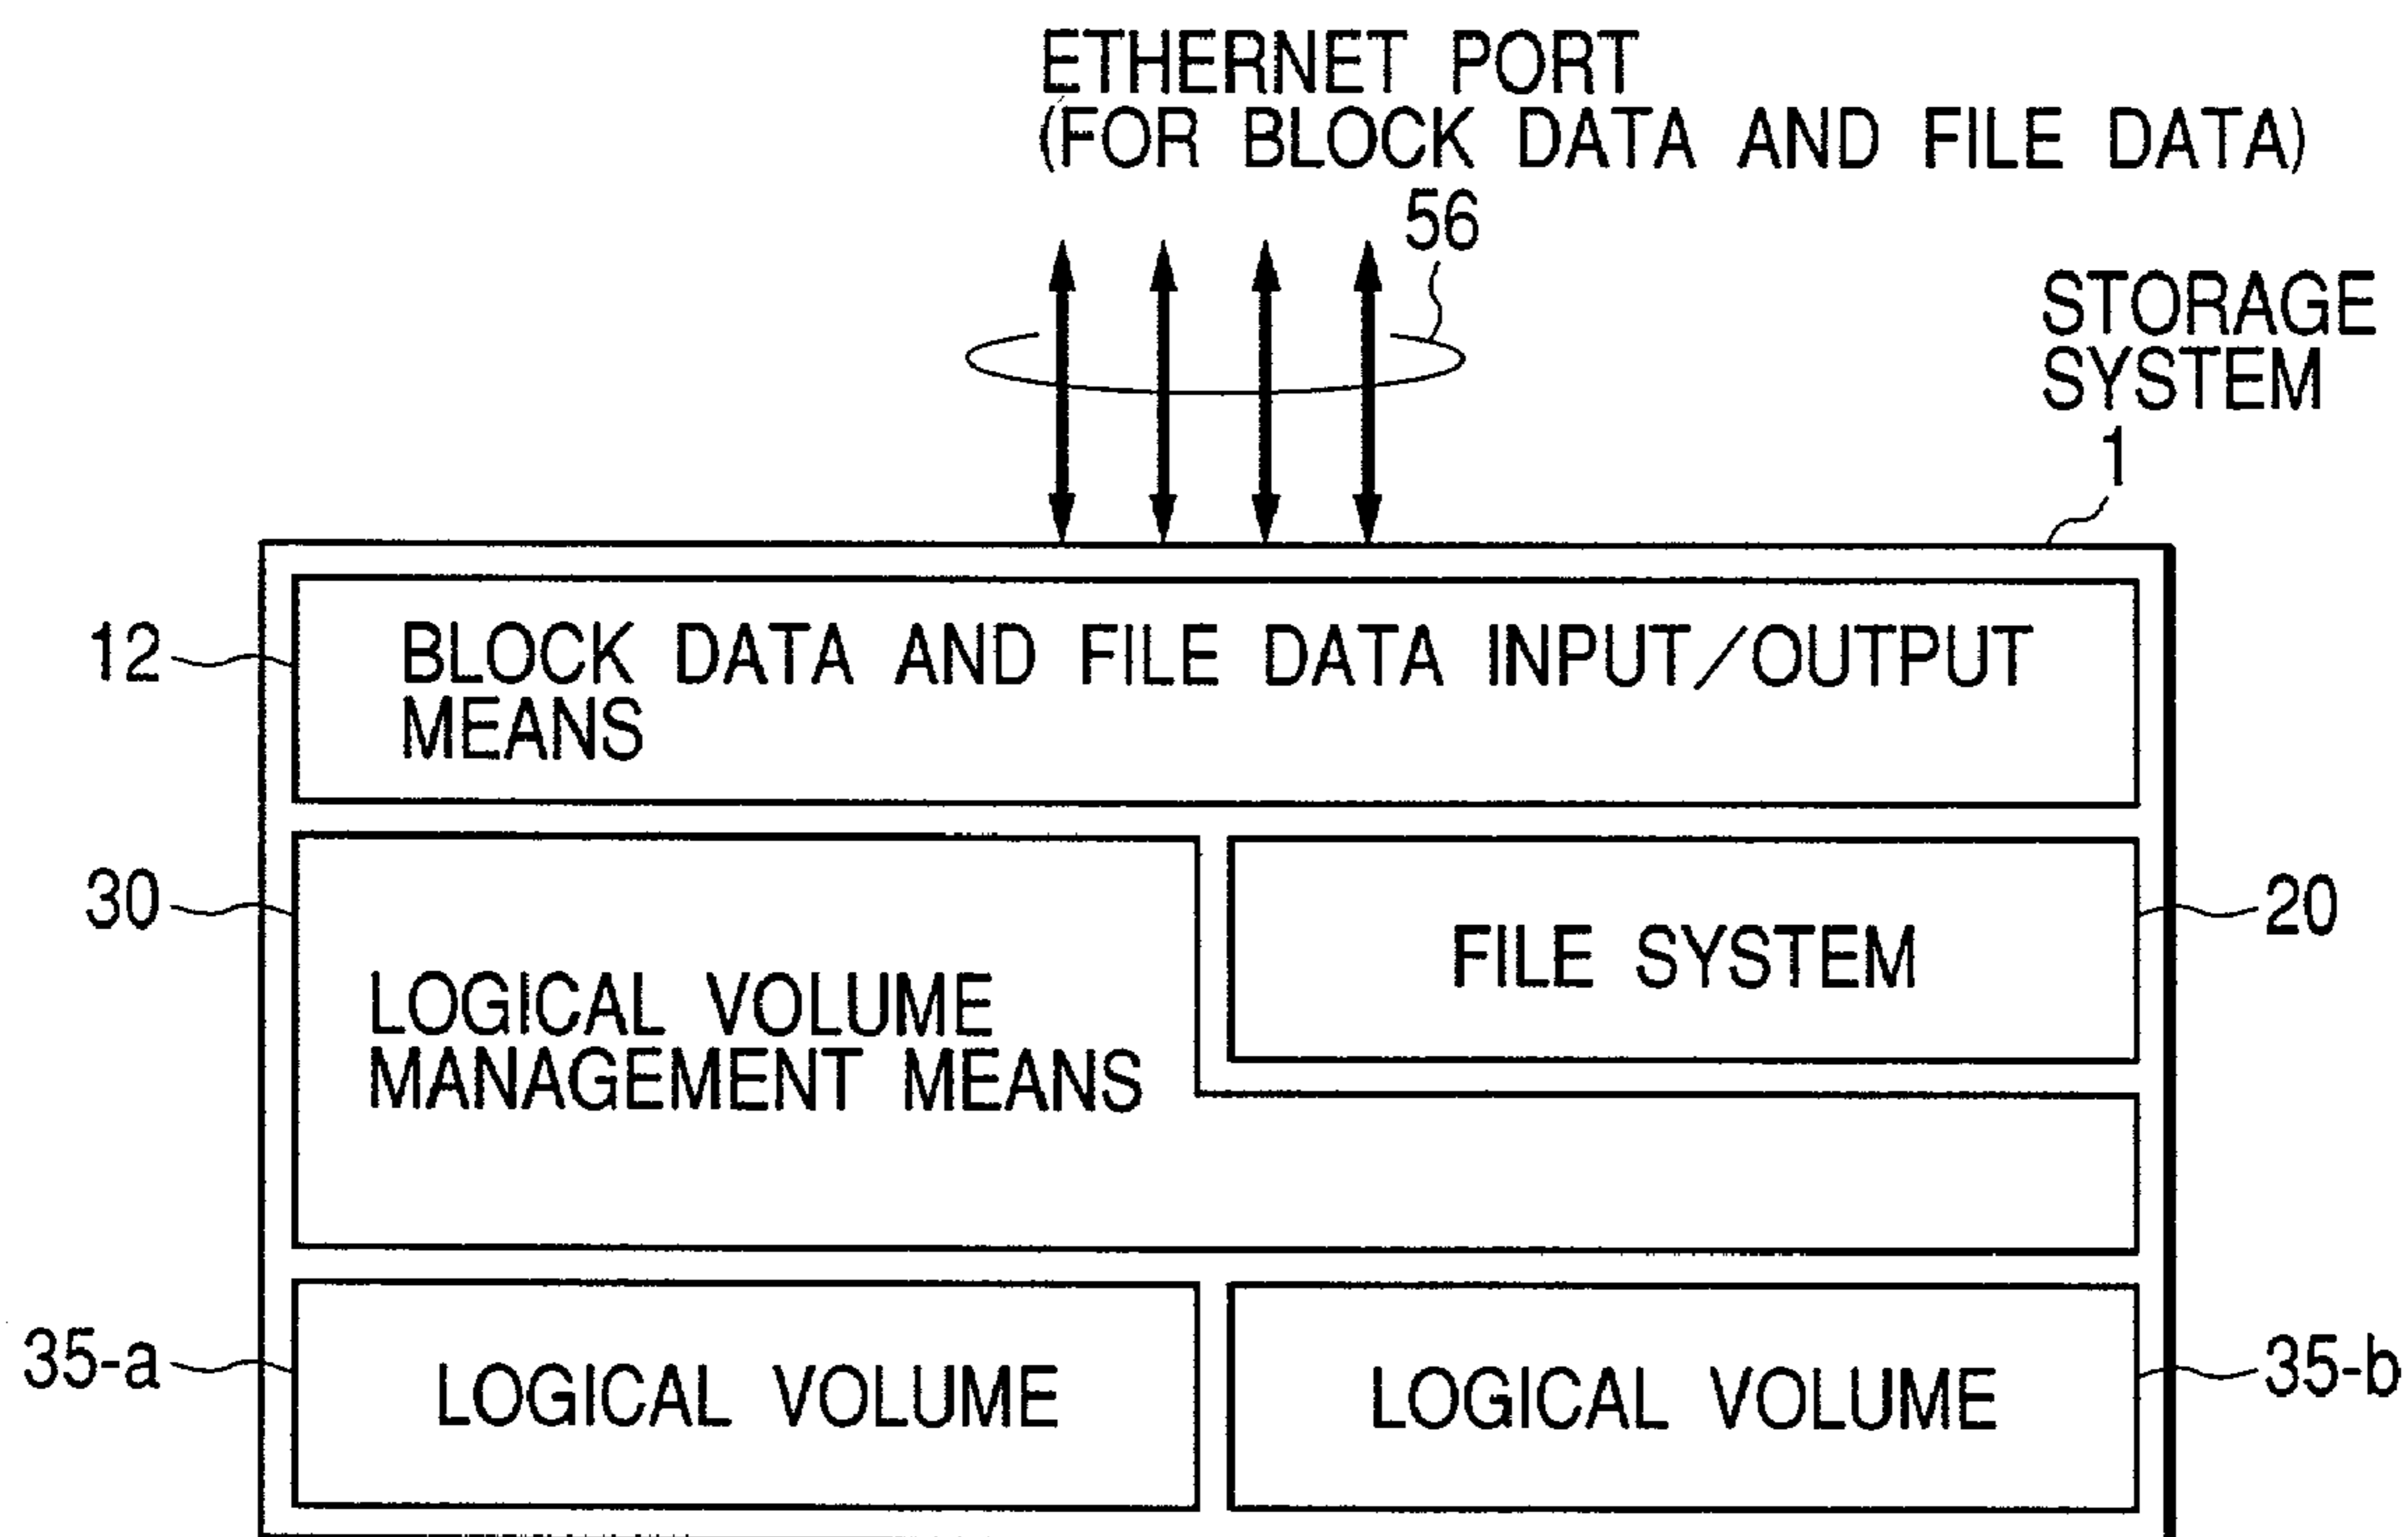 ETHERNET PORT
(FOR BLOCK DATA AND FILE DATA)
56
STORAGE
SYSTEM
1
12
BLOCK DATA AND FILE DATA INPUT/OUTPUT
MEANS
30
LOGICAL VOLUME
MANAGEMENT MEANS
FILE SYSTEM
20
35-a
LOGICAL VOLUME
LOGICAL VOLUME
35-b